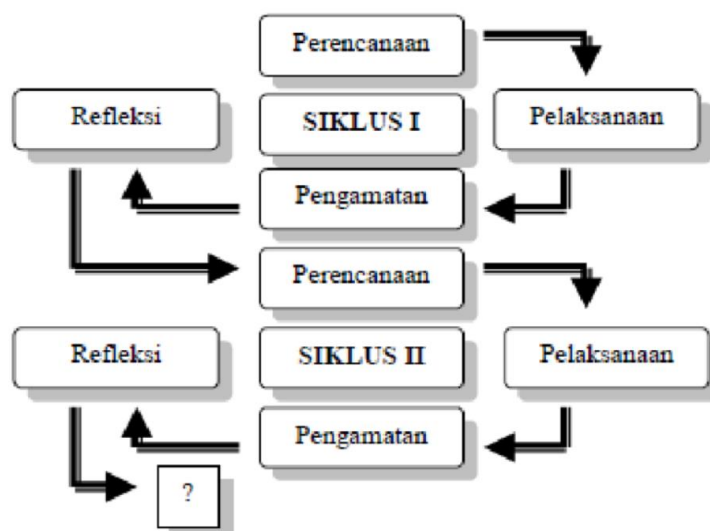 Perencanaan
Refleksi
SIKLUS I
Pelaksanaan
Pengamatan
Perencanaan
Refleksi
SIKLUS II
Pelaksanaan
Pengamatan
?